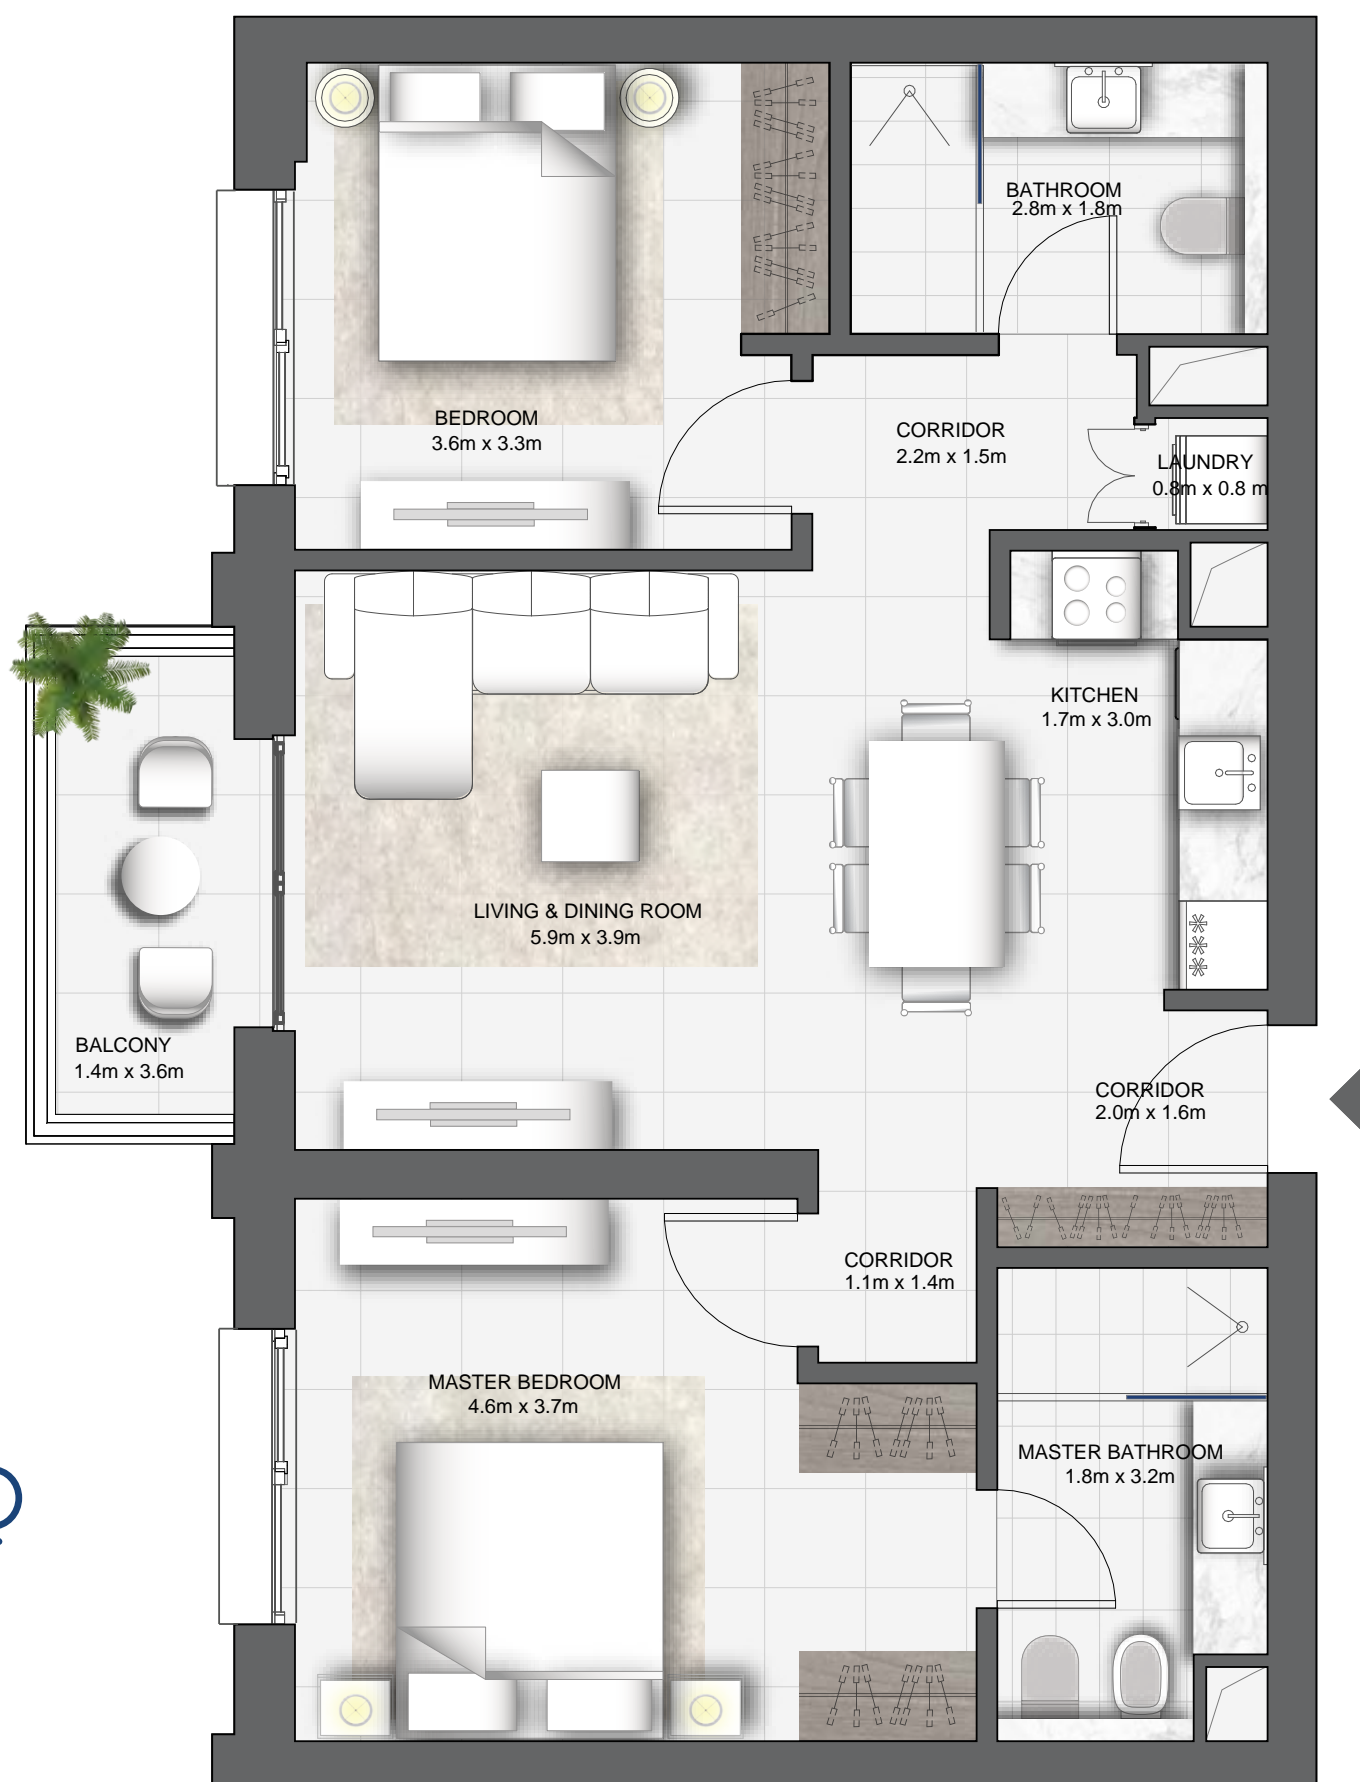 BATHROOM
2.8m x 1.8m
BEDROOM
3.6m x 3.3m
CORRIDOR
2.2m x 1.5m
LAUNDRY
0.8m x 0.8 m
KITCHEN
1.7m x 3.0m
LIVING & DINING ROOM
5.9m x 3.9m
BALCONY
1.4m x 3.6m
CORRIDOR
2.0m x 1.6m
CORRIDOR
1.1m x 1.4m
MASTER BEDROOM
4.6m x 3.7m
MASTER BATHROOM
1.8m x 3.2m